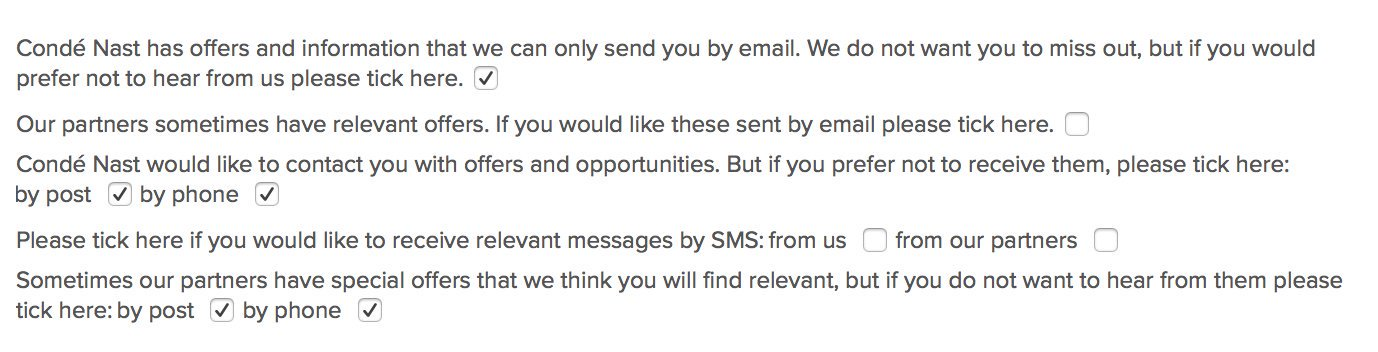 Condé Nast has offers and information that we can only send you by email. We do not want you to miss out, but if you would
prefer not to hear from us please tick here.
Our partners sometimes have relevant offers. If you would like these sent by email please tick here.
Condé Nast would like to contact you with offers and opportunities. But if you prefer not to receive them, please tick here:
by post by phone
Please tick here if you would like to receive relevant messages by SMS: from us from our partners
Sometimes our partners have special offers that we think you will find relevant, but if you do not want to hear from them please
tick here: by post by phone